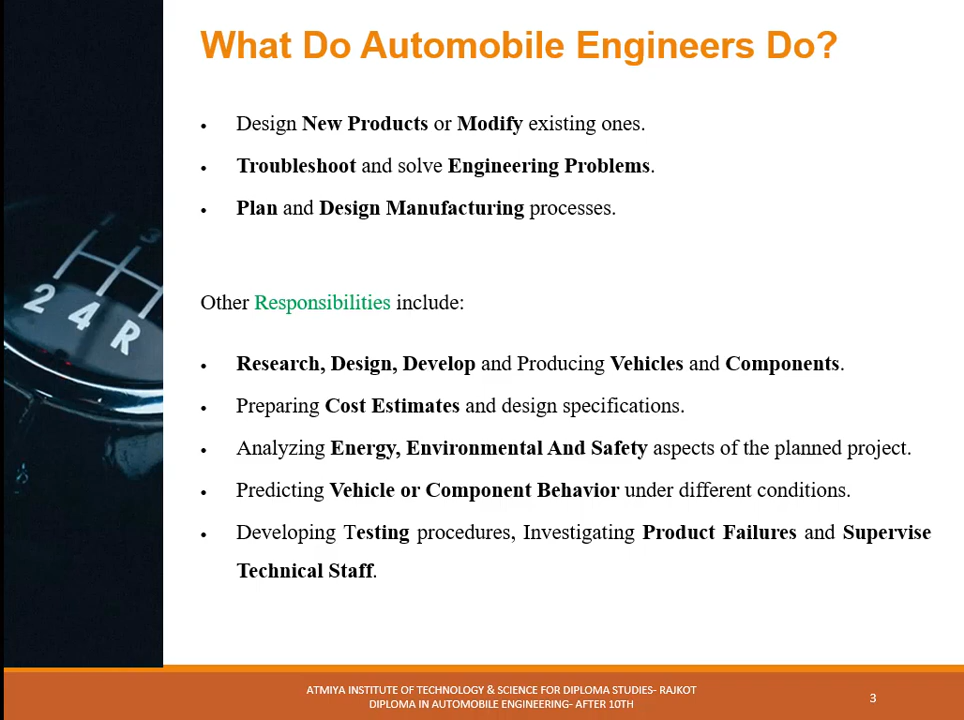 What Do Automobile Engineers Do?
• Design New Products or Modify existing ones.
• Troubleshoot and solve Engineering Problems.
• Plan and Design Manufacturing processes.
3
2 4 R
Other Responsibilities include:
• Research, Design, Develop and Producing Vehicles and Components.
• Preparing Cost Estimates and design specifications.
• Analyzing Energy, Environmental And Safety aspects of the planned project.
• Predicting Vehicle or Component Behavior under different conditions.
• Developing Testing procedures, Investigating Product Failures and Supervise
Technical Staff.
ATMIYA INSTITUTE OF TECHNOLOGY & SCIENCE FOR DIPLOMA STUDIES- RAJKOT
DIPLOMA IN AUTOMOBILE ENGINEERING- AFTER 10TH
3